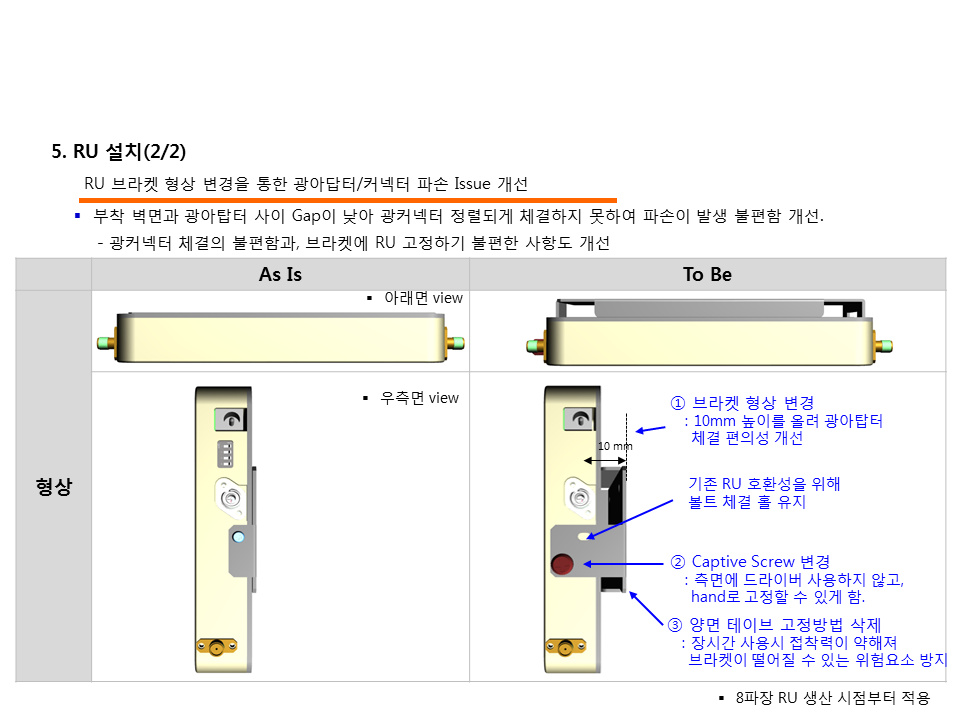 5. RU 설치(2/2)
RU 브라켓 형상 변경을 통한 광아답터/커넥터 파손 Issue 개선
▪ 부착 벽면과 광아탑터 사이 Gap이 낮아 광커넥터 정렬되게 체결하지 못하여 파손이 발생 불편함 개선.
- 광커넥터 체결의 불편함과, 브라켓에 RU 고정하기 불편한 사항도 개선
As Is
To Be
형상
▪ 아래면 view
▪ 우측면 view
10 mm
① 브라켓 형상 변경
: 10mm 높이를 올려 광아탑터
체결 편의성 개선
기존 RU 호환성을 위해
볼트 체결 홀 유지
② Captive Screw 변경
: 측면에 드라이버 사용하지 않고,
hand로 고정할 수 있게 함.
③ 양면 테이브 고정방법 삭제
: 장시간 사용시 접착력이 약해져
브라켓이 떨어질 수 있는 위험요소 방지
▪ 8파장 RU 생산 시점부터 적용